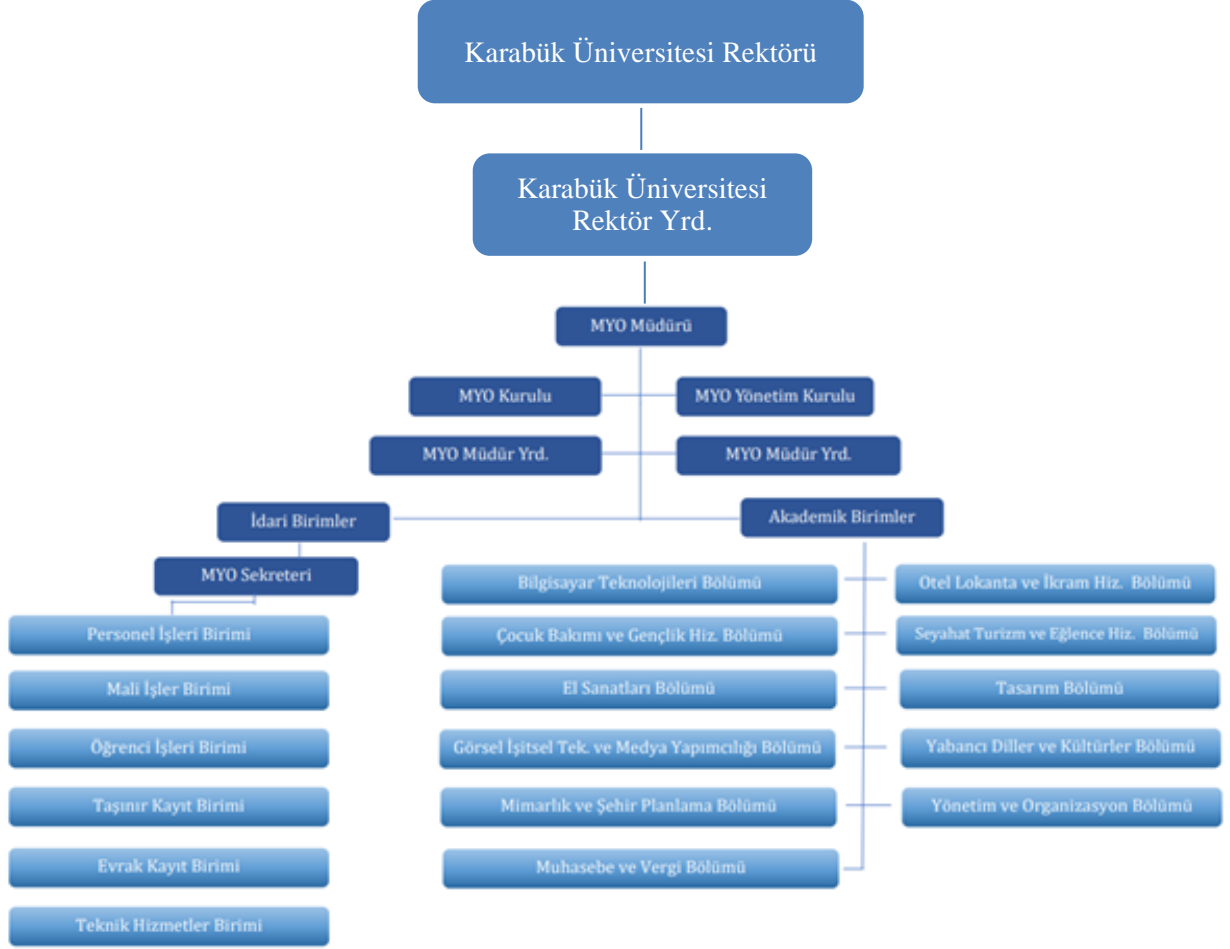 Karabük Üniversitesi Rektörü
Karabük Üniversitesi
Rektör Yrd.
MYO Müdürü
MYO Kurulu
MYO Yönetim Kurulu
MYO Müdür Yrd.
MYO Müdür Yrd.
İdari Birimler
Akademik Birimler
MYO Sekreteri
Personel İşleri Birimi
Mali İşler Birimi
Öğrenci İşleri Birimi
Taşınır Kayıt Birimi
Evrak Kayıt Birimi
Teknik Hizmetler Birimi
Bilgisayar Teknolojileri Bölümü
Çocuk Bakımı ve Gençlik Hiz. Bölümü
El Sanatları Bölümü
Görsel İşitsel Tek. ve Medya Yapımcılığı Bölümü
Mimarlık ve Şehir Planlama Bölümü
Muhasebe ve Vergi Bölümü
Otel Lokanta ve İkram Hiz. Bölümü
Seyahat Turizm ve Eğlence Hiz. Bölümü
Tasarım Bölümü
Yabancı Diller ve Kültürler Bölümü
Yönetim ve Organizasyon Bölümü